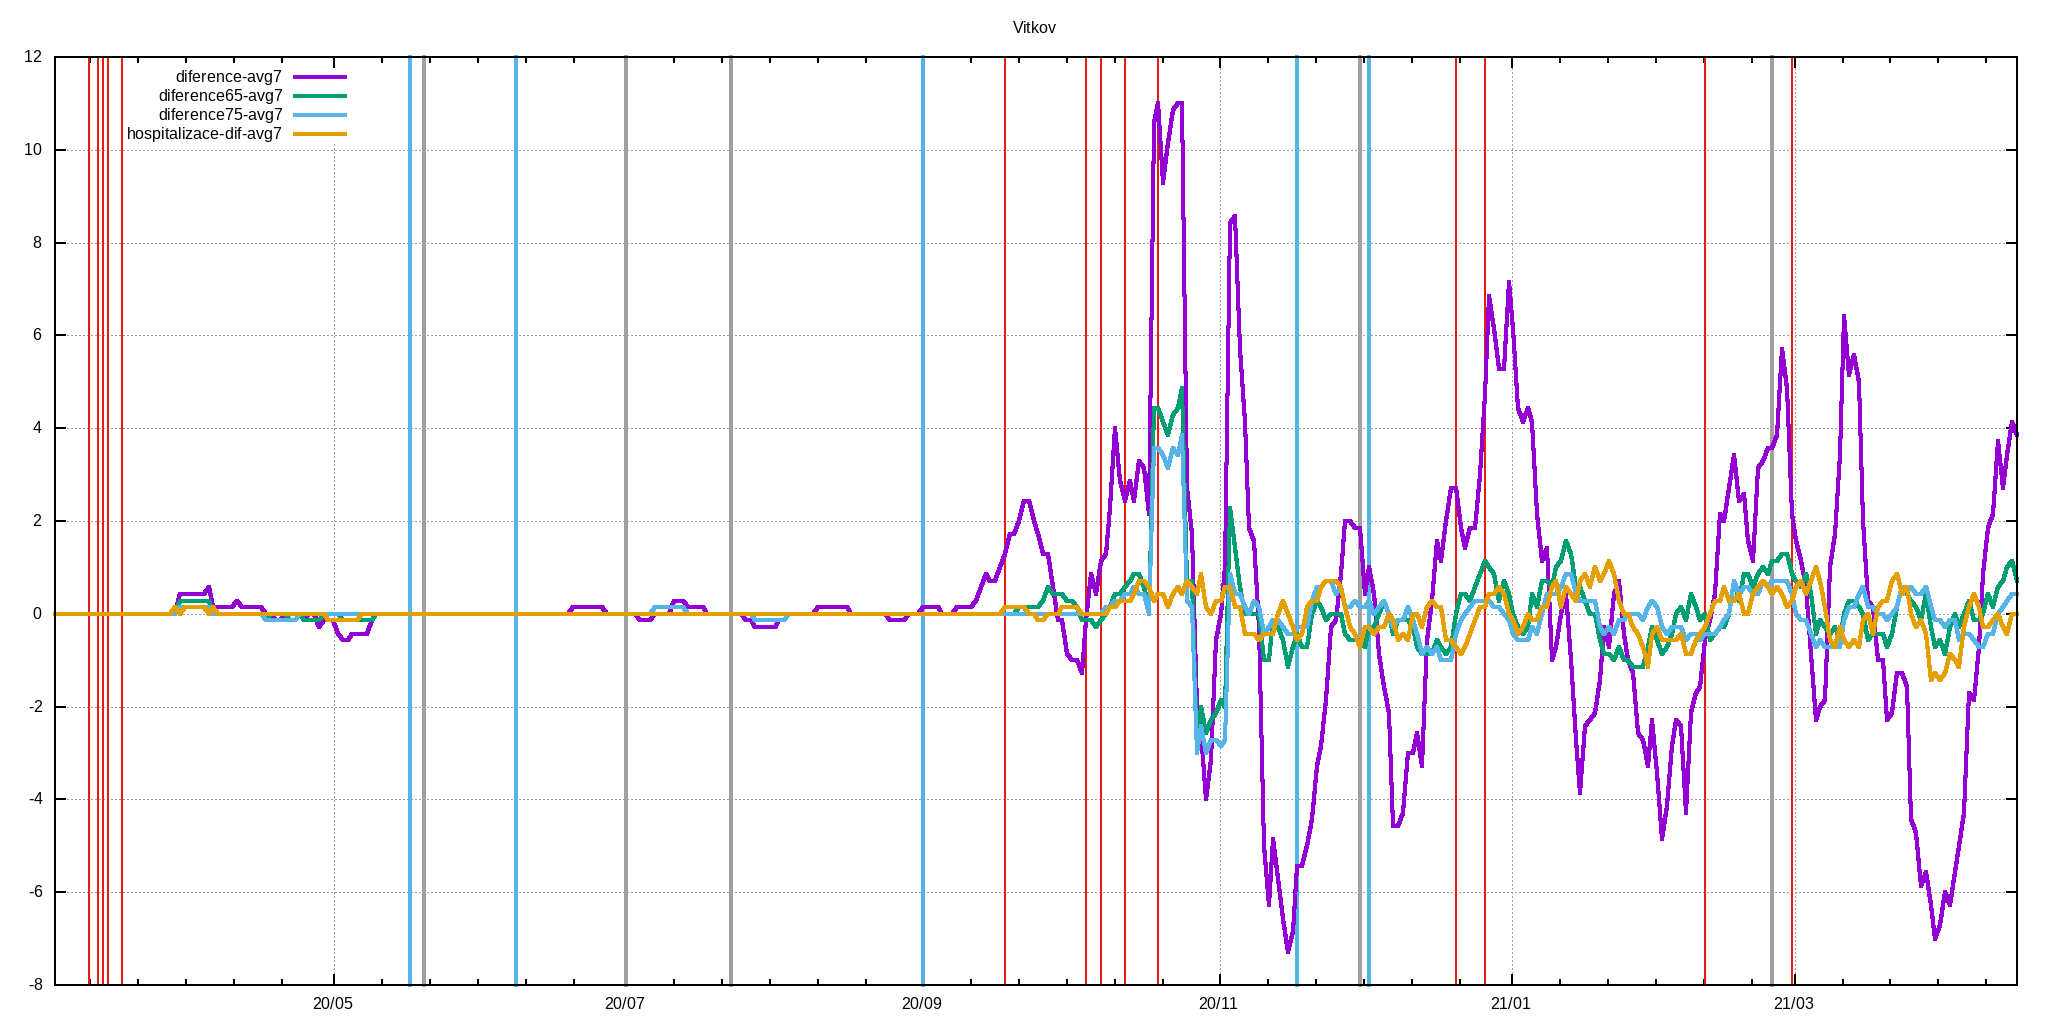 Vitkov
12
10
8
6
4
2
0
-2
-4
-6
-8
diference-avg7
diference65-avg7
diference75-avg7
hospitalizace-dif-avg7
20/05 20/07 20/09 20/11 21/01 21/03